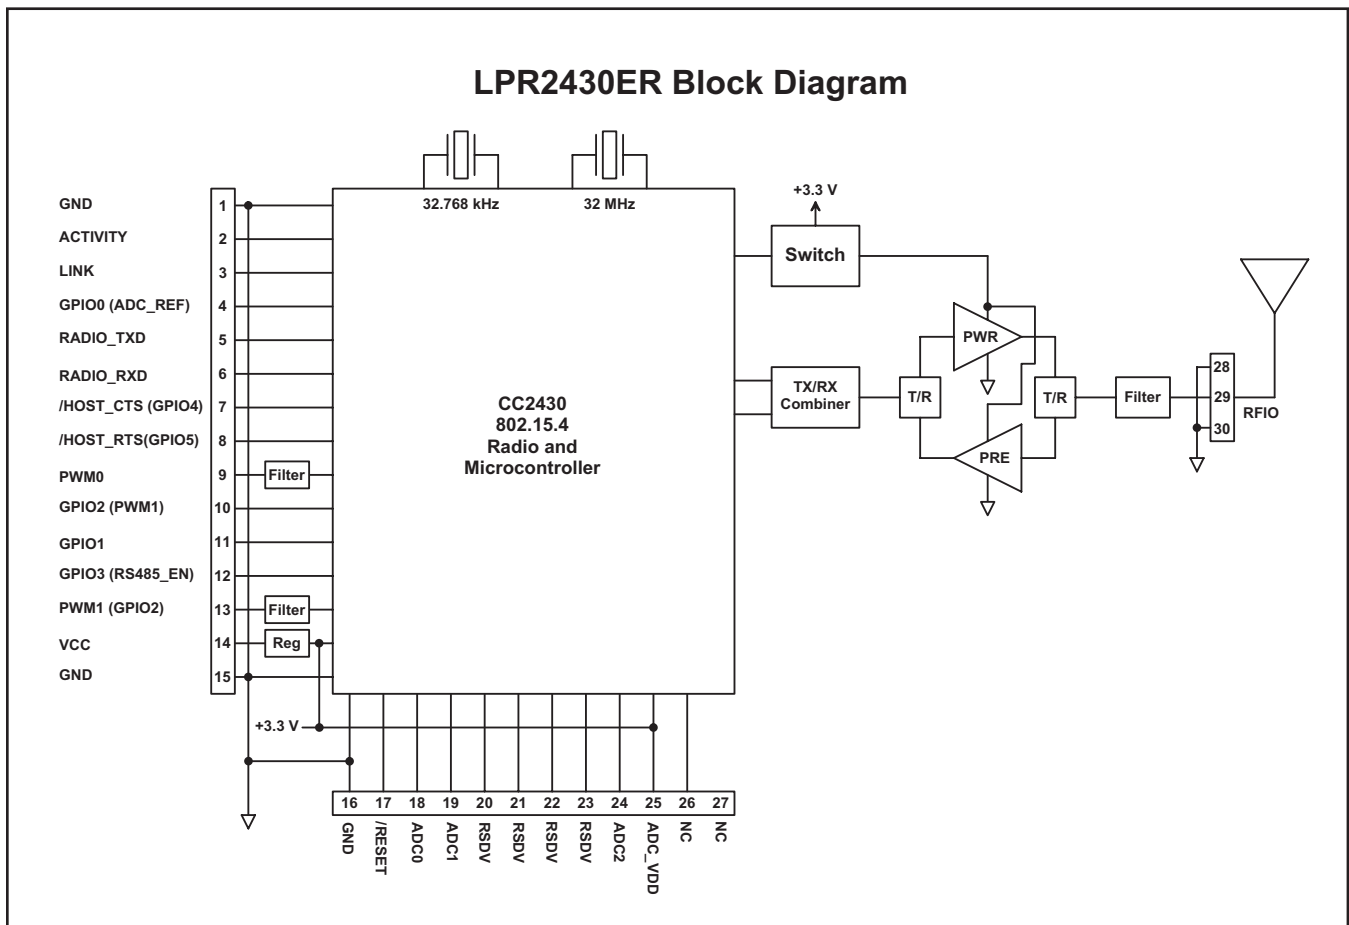 LPR2430ER Block Diagram
32.768 kHz
32 MHz
+3.3 V
GND 1
ACTIVITY 2
LINK 3
GPIO0 (ADC_REF) 4
RADIO_TXD 5
RADIO_RXD 6
/HOST_CTS (GPIO4) 7
/HOST_RTS(GPIO5) 8
PWM0 9 Filter
GPIO2 (PWM1) 10
GPIO1 11
GPIO3 (RS485_EN) 12
PWM1 (GPIO2) 13 Filter
VCC 14 Reg
GND 15
CC2430
802.15.4
Radio and
Microcontroller
Switch
TX/RX
Combiner
T/R
PWR
PRE
T/R
Filter
28
29
30
RFIO
+3.3 V
16 17 18 19 20 21 22 23 24 25 26 27
GND
/RESET
ADC0
ADC1
RSDV
RSDV
RSDV
RSDV
ADC2
ADC_VDD
NC
NC